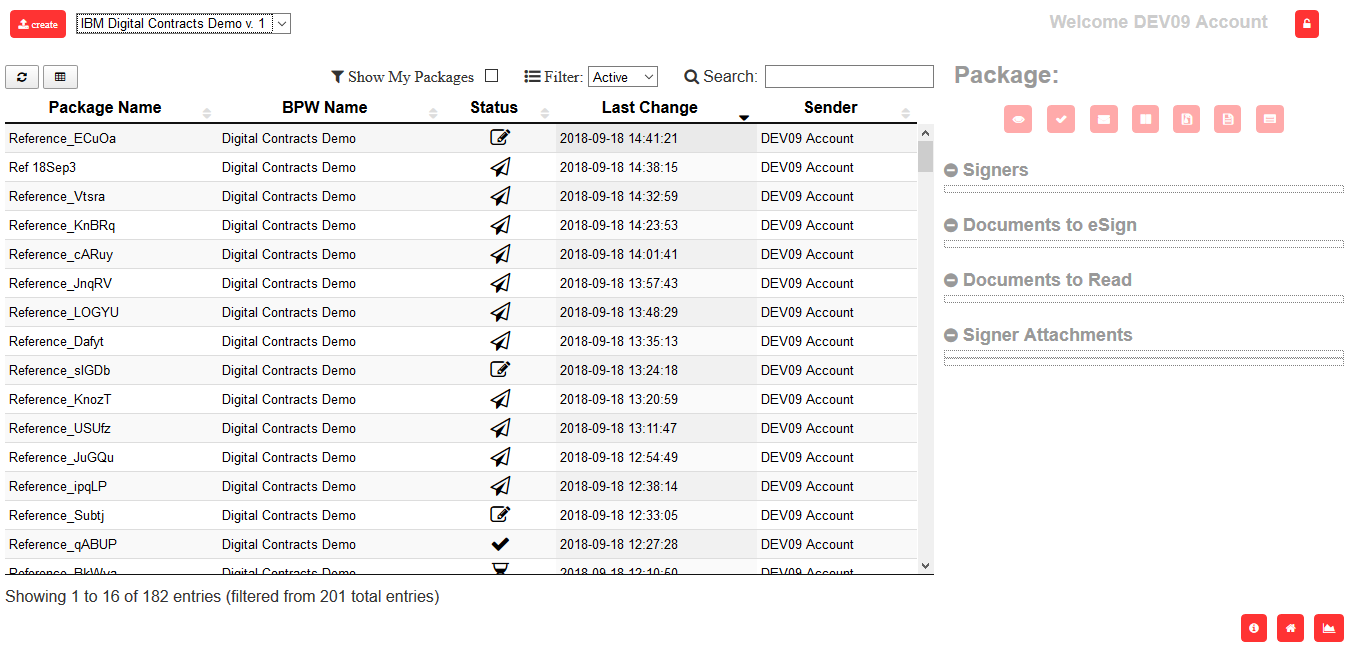 create IBM Digital Contracts Demo v. 1 Welcome DEV09 Account
Show My Packages Filter: Active Search: Package:
Package Name BPW Name Status Last Change Sender
Reference_ECuOa Digital Contracts Demo 2018-09-18 14:41:21 DEV09 Account
Ref 18Sep3 Digital Contracts Demo 2018-09-18 14:38:15 DEV09 Account
Reference_Vtsra Digital Contracts Demo 2018-09-18 14:32:59 DEV09 Account
Reference_KnBRq Digital Contracts Demo 2018-09-18 14:23:53 DEV09 Account
Reference_cARuy Digital Contracts Demo 2018-09-18 14:01:41 DEV09 Account
Reference_JnqRV Digital Contracts Demo 2018-09-18 13:57:43 DEV09 Account
Reference_LOGYU Digital Contracts Demo 2018-09-18 13:48:29 DEV09 Account
Reference_Dafyt Digital Contracts Demo 2018-09-18 13:35:13 DEV09 Account
Reference_slGDb Digital Contracts Demo 2018-09-18 13:24:18 DEV09 Account
Reference_KnozT Digital Contracts Demo 2018-09-18 13:20:59 DEV09 Account
Reference_USUfz Digital Contracts Demo 2018-09-18 13:11:47 DEV09 Account
Reference_JuGQu Digital Contracts Demo 2018-09-18 12:54:49 DEV09 Account
Reference_ipqLP Digital Contracts Demo 2018-09-18 12:38:14 DEV09 Account
Reference_Subtj Digital Contracts Demo 2018-09-18 12:33:05 DEV09 Account
Reference_qABUP Digital Contracts Demo 2018-09-18 12:27:28 DEV09 Account
Reference_BkWya Digital Contracts Demo 2018-09-18 12:10:50 DEV09 Account
Showing 1 to 16 of 182 entries (filtered from 201 total entries)
Signers
Documents to eSign
Documents to Read
Signer Attachments